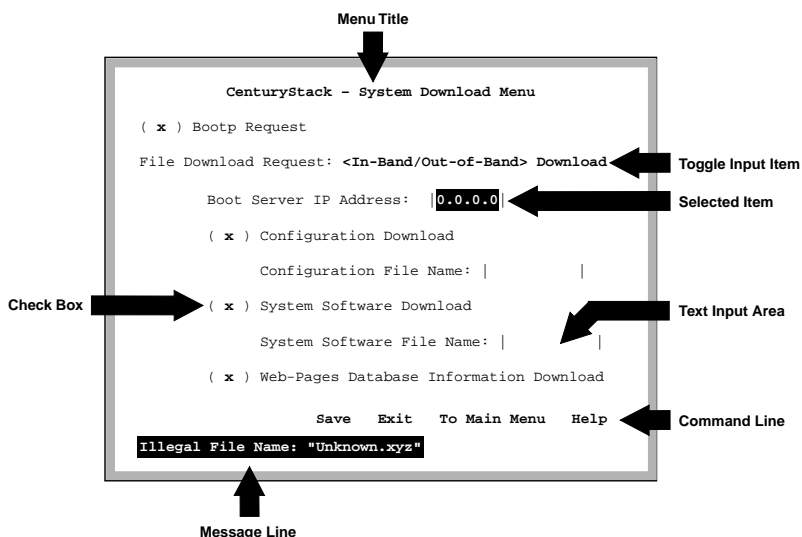 Menu Title
CenturyStack – System Download Menu
( x ) Bootp Request
File Download Request: <In-Band/Out-of-Band> Download
Toggle Input Item
Boot Server IP Address: |0.0.0.0|
Selected Item
( x ) Configuration Download
Configuration File Name: | |
Check Box
( x ) System Software Download
Text Input Area
System Software File Name: | |
( x ) Web-Pages Database Information Download
Save Exit To Main Menu Help
Command Line
Illegal File Name: "Unknown.xyz"
Message Line